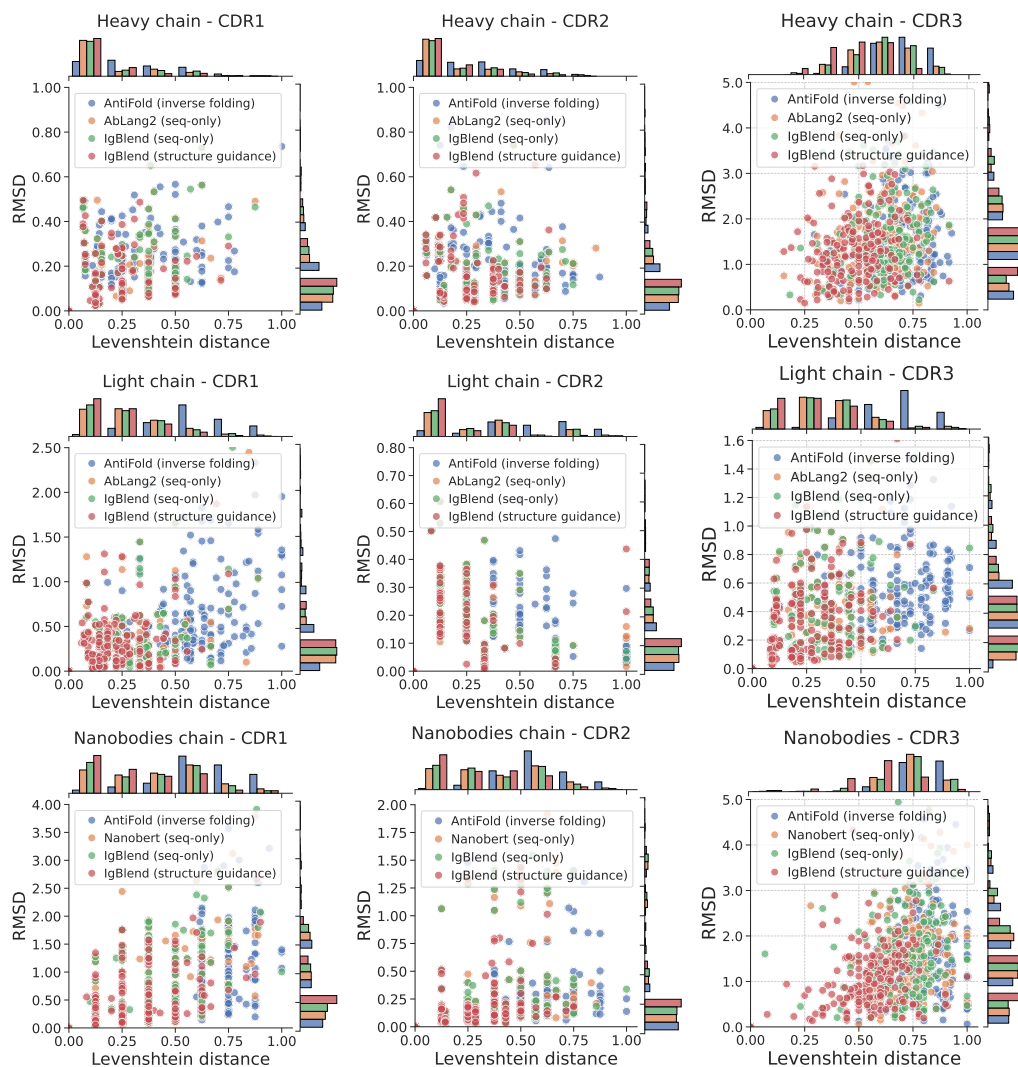 Heavy chain - CDR1
1.00
0.80
0.60
0.40
0.20
0.00
RMSD
AntiFold (inverse folding)
AbLang2 (seq-only)
IgBlend (seq-only)
IgBlend (structure guidance)
0.00 0.25 0.50 0.75 1.00
Levenshtein distance
Heavy chain - CDR2
1.00
0.80
0.60
0.40
0.20
0.00
RMSD
AntiFold (inverse folding)
AbLang2 (seq-only)
IgBlend (seq-only)
IgBlend (structure guidance)
0.00 0.25 0.50 0.75 1.00
Levenshtein distance
Heavy chain - CDR3
5.0
4.0
3.0
2.0
1.0
0.0
RMSD
AntiFold (inverse folding)
AbLang2 (seq-only)
IgBlend (seq-only)
IgBlend (structure guidance)
0.00 0.25 0.50 0.75 1.00
Levenshtein distance
Light chain - CDR1
2.50
2.00
1.50
1.00
0.50
0.00
RMSD
AntiFold (inverse folding)
AbLang2 (seq-only)
IgBlend (seq-only)
IgBlend (structure guidance)
0.00 0.25 0.50 0.75 1.00
Levenshtein distance
Light chain - CDR2
0.80
0.70
0.60
0.50
0.40
0.30
0.20
0.10
0.00
RMSD
AntiFold (inverse folding)
AbLang2 (seq-only)
IgBlend (seq-only)
IgBlend (structure guidance)
0.00 0.25 0.50 0.75 1.00
Levenshtein distance
Light chain - CDR3
1.6
1.4
1.2
1.0
0.8
0.6
0.4
0.2
0.0
RMSD
AntiFold (inverse folding)
AbLang2 (seq-only)
IgBlend (seq-only)
IgBlend (structure guidance)
0.00 0.25 0.50 0.75 1.00
Levenshtein distance
Nanobodies chain - CDR1
4.00
3.50
3.00
2.50
2.00
1.50
1.00
0.50
0.00
RMSD
AntiFold (inverse folding)
Nanobert (seq-only)
IgBlend (seq-only)
IgBlend (structure guidance)
0.00 0.25 0.50 0.75 1.00
Levenshtein distance
Nanobodies chain - CDR2
2.00
1.75
1.50
1.25
1.00
0.75
0.50
0.25
0.00
RMSD
AntiFold (inverse folding)
Nanobert (seq-only)
IgBlend (seq-only)
IgBlend (structure guidance)
0.00 0.25 0.50 0.75 1.00
Levenshtein distance
Nanobodies - CDR3
5.0
4.0
3.0
2.0
1.0
0.0
RMSD
AntiFold (inverse folding)
Nanobert (seq-only)
IgBlend (seq-only)
IgBlend (structure guidance)
0.00 0.25 0.50 0.75 1.00
Levenshtein distance